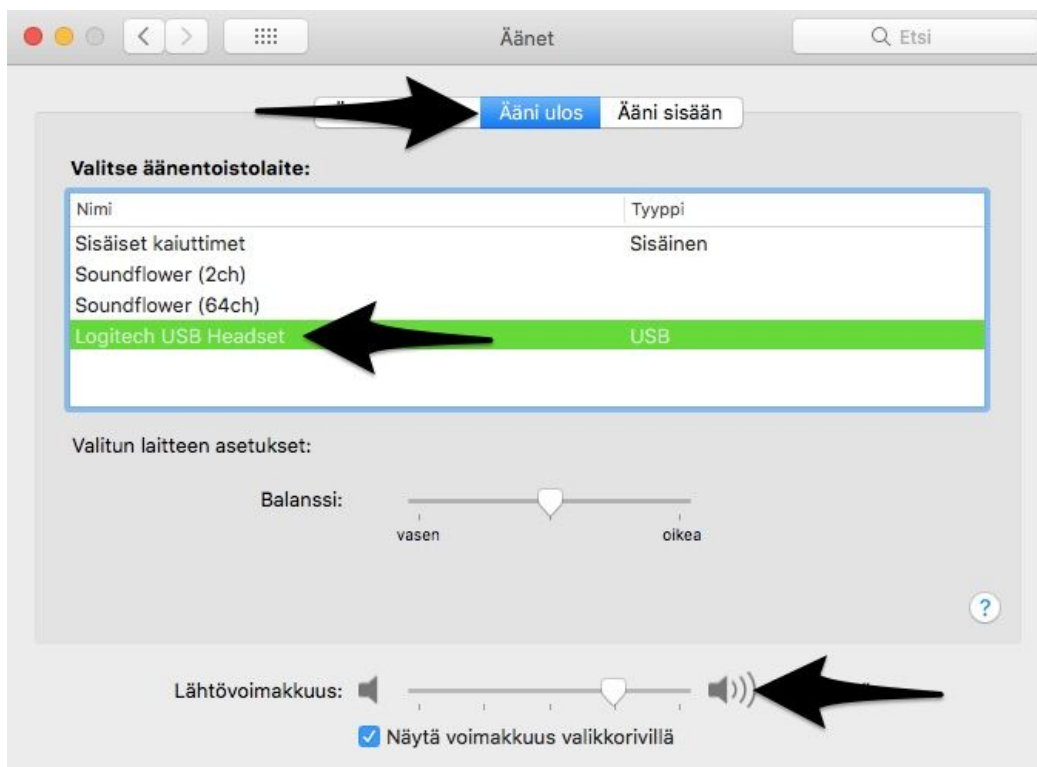 Äänet
Etsi
Ääni ulos Ääni sisään
Valitse äänentoistolaite:
Nimi Tyyppi
Sisäiset kaiuttimet Sisäinen
Soundflower (2ch)
Soundflower (64ch)
Logitech USB Headset USB
Valitun laitteen asetukset:
Balanssi:
vasen oikea
?
Lähtövoimakkuus:
Näytä voimakkuus valikkorivillä